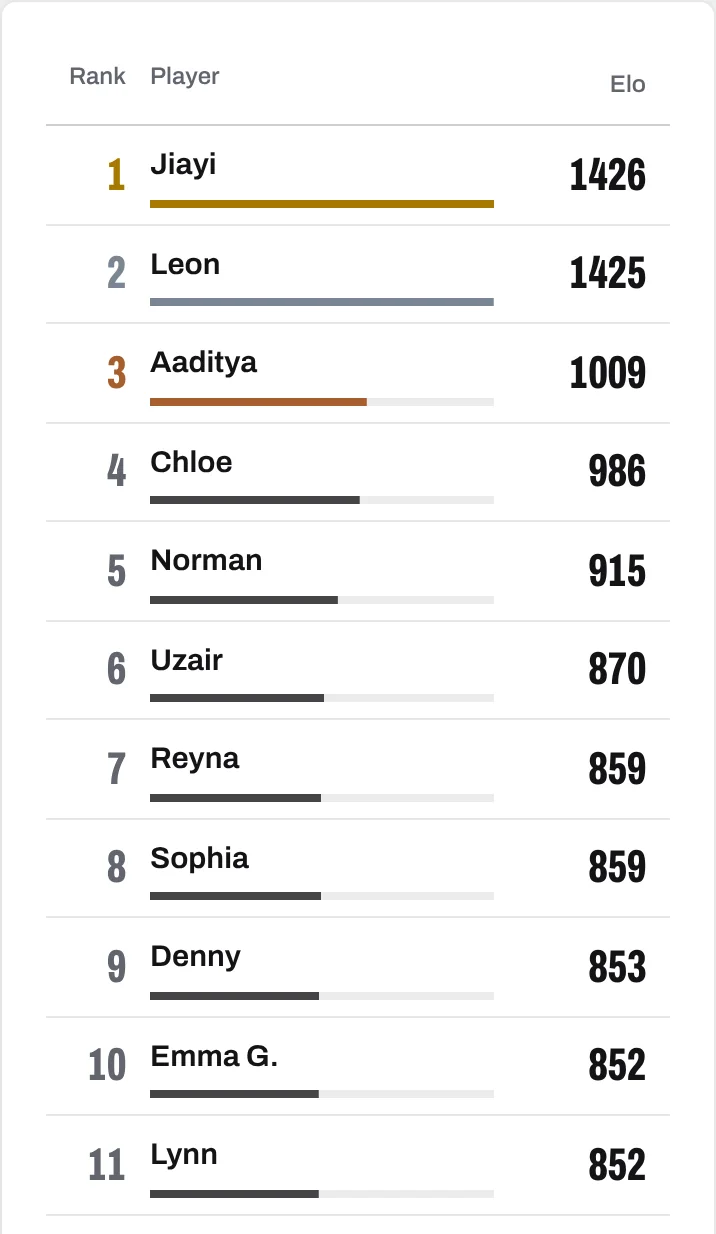 Rank Player Elo
1 Jiayi 1426
2 Leon 1425
3 Aaditya 1009
4 Chloe 986
5 Norman 915
6 Uzair 870
7 Reyna 859
8 Sophia 859
9 Denny 853
10 Emma G. 852
11 Lynn 852